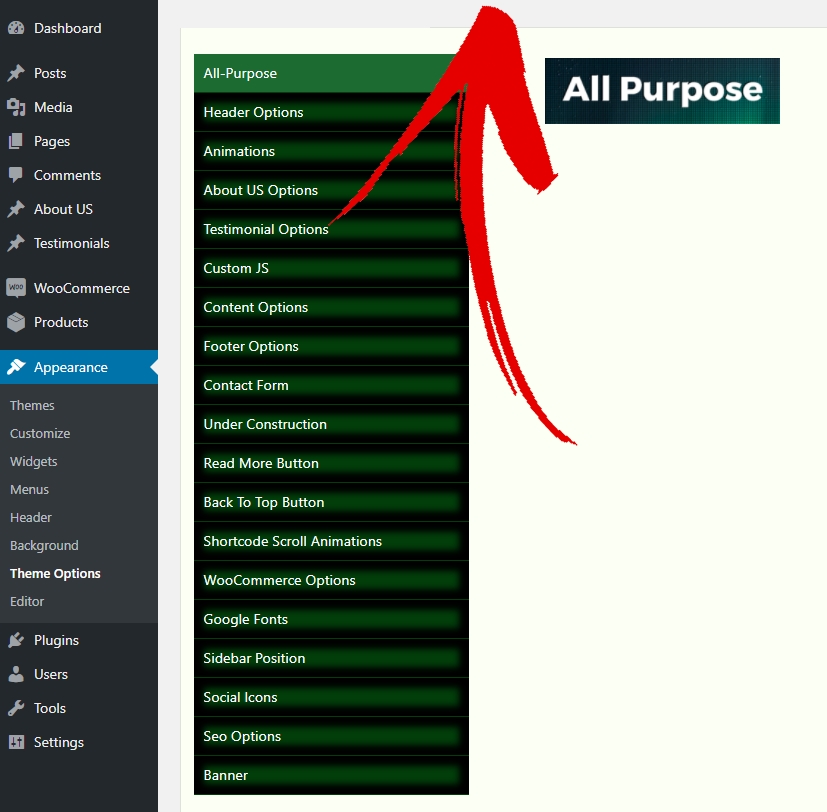 Dashboard
Posts
Media
Pages
Comments
About US
Testimonials
WOO
WooCommerce
Products
Appearance
Themes
Customize
Widgets
Menus
Header
Background
Theme Options
Editor
Plugins
Users
Tools
Settings
All-Purpose
Header Options
Animations
About US Options
Testimonial Options
Custom JS
Content Options
Footer Options
Contact Form
Under Construction
Read More Button
Back To Top Button
Shortcode Scroll Animations
WooCommerce Options
Google Fonts
Sidebar Position
Social Icons
Seo Options
Banner
All Purpose